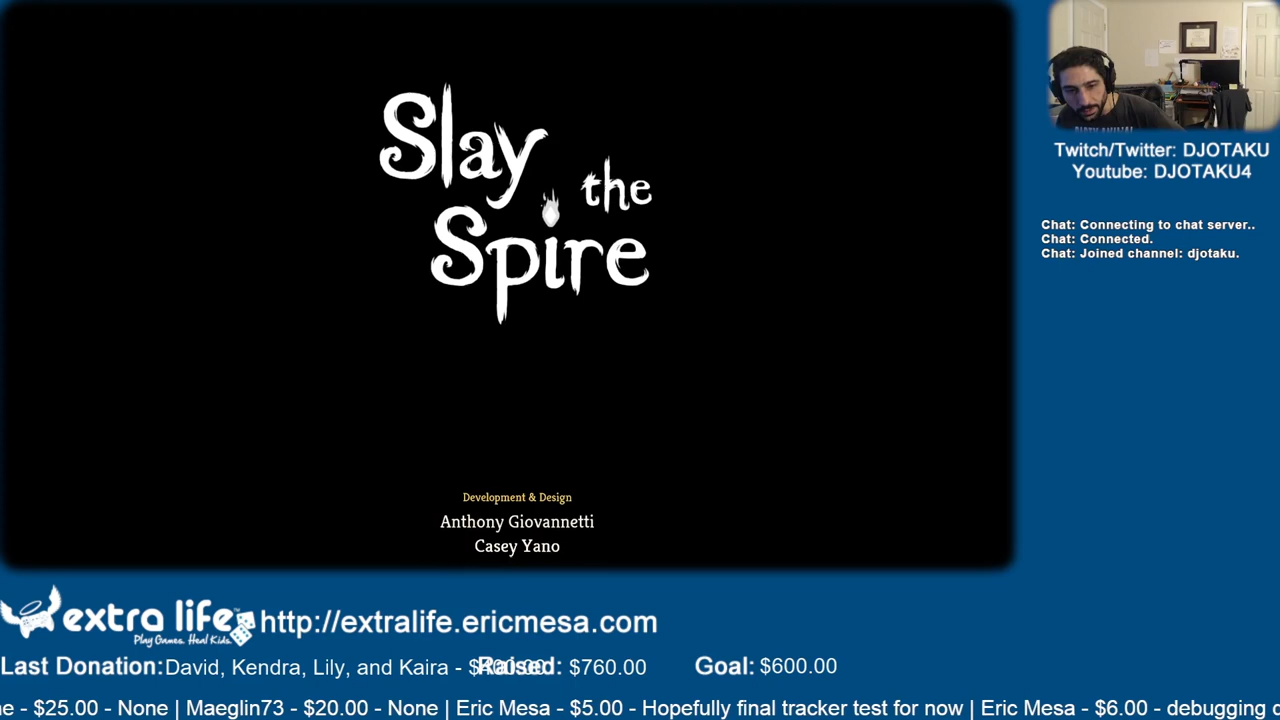 Slay
the
Spire
Development & Design
Anthony Giovannetti
Casey Yano
Twitch/Twitter: DJOTAKU
Youtube: DJOTAKU4
Chat: Connecting to chat server..
Chat: Connected.
Chat: Joined channel: djotaku.
extra life
Play Games. Heal Kids.
http://extralife.ericmesa.com
Last Donation: David, Kendra, Lily, and Kaira - Raised: $760.00 Goal: $600.00
e - $25.00 - None | Maeglin73 - $20.00 - None | Eric Mesa - $5.00 - Hopefully final tracker test for now | Eric Mesa - $6.00 - debugging